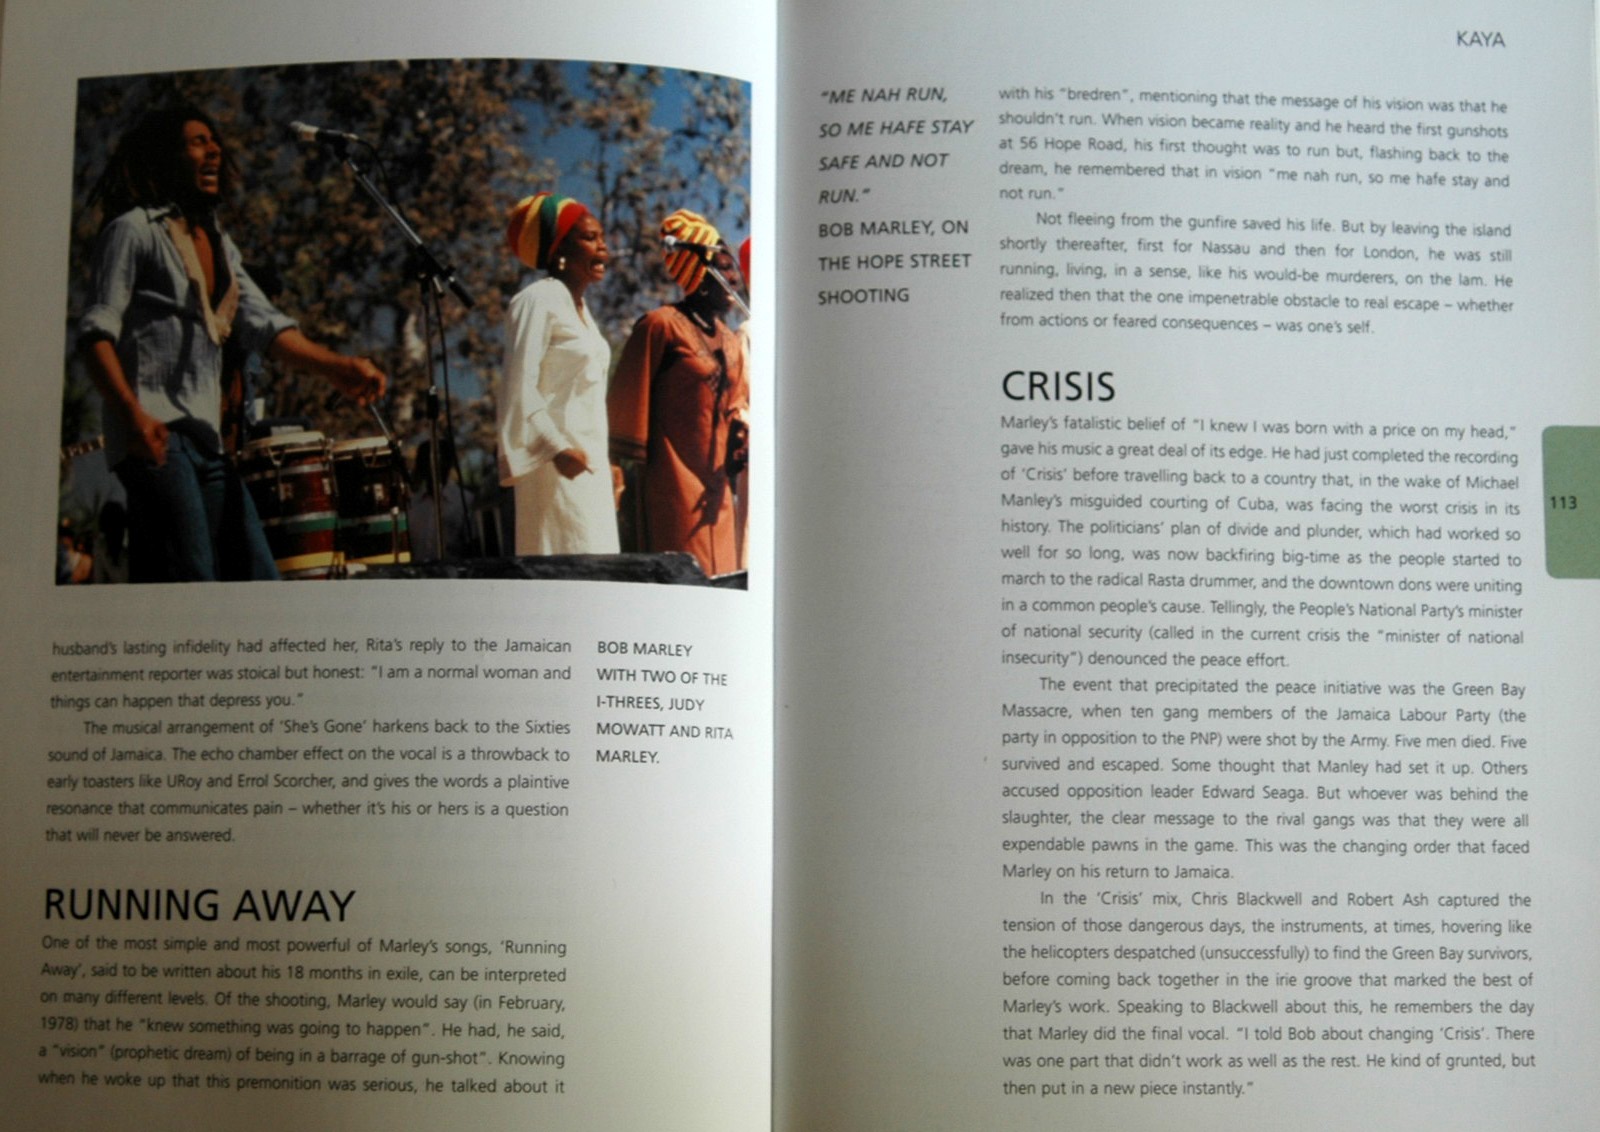 husband's lasting infidelity had affected her, Rita's reply to the Jamaican
entertainment reporter was stoical but honest: "I am a normal woman and
things can happen that depress you."
The musical arrangement of 'She's Gone' harkens back to the Sixties
sound of Jamaica. The echo chamber effect on the vocal is a throwback to
early toasters like URoy and Errol Scorcher, and gives the words a plaintive
resonance that communicates pain – whether it's his or hers is a question
that will never be answered.
BOB MARLEY
WITH TWO OF THE
I-THREES, JUDY
MOWATT AND RITA
MARLEY.
RUNNING AWAY
One of the most simple and most powerful of Marley's songs, 'Running
Away', said to be written about his 18 months in exile, can be interpreted
on many different levels. Of the shooting, Marley would say (in February,
1978) that he "knew something was going to happen". He had, he said,
a "vision" (prophetic dream) of being in a barrage of gun-shot". Knowing
when he woke up that this premonition was serious, he talked about it
KAYA
"ME NAH RUN,
SO ME HAFE STAY
SAFE AND NOT
RUN."
BOB MARLEY, ON
THE HOPE STREET
SHOOTING
with his "bredren", mentioning that the message of his vision was that he
shouldn't run. When vision became reality and he heard the first gunshots
at 56 Hope Road, his first thought was to run but, flashing back to the
dream, he remembered that in vision "me nah run, so me hafe stay and
not run."
Not fleeing from the gunfire saved his life. But by leaving the island
shortly thereafter, first for Nassau and then for London, he was still
running, living, in a sense, like his would-be murderers, on the lam. He
realized then that the one impenetrable obstacle to real escape – whether
from actions or feared consequences – was one's self.
CRISIS
Marley's fatalistic belief of "I knew I was born with a price on my head,"
gave his music a great deal of its edge. He had just completed the recording
of 'Crisis' before travelling back to a country that, in the wake of Michael
Manley's misguided courting of Cuba, was facing the worst crisis in its
history. The politicians' plan of divide and plunder, which had worked so
well for so long, was now backfiring big-time as the people started to
march to the radical Rasta drummer, and the downtown dons were uniting
in a common people's cause. Tellingly, the People's National Party's minister
of national security (called in the current crisis the "minister of national
insecurity") denounced the peace effort.
The event that precipitated the peace initiative was the Green Bay
Massacre, when ten gang members of the Jamaica Labour Party (the
party in opposition to the PNP) were shot by the Army. Five men died. Five
survived and escaped. Some thought that Manley had set it up. Others
accused opposition leader Edward Seaga. But whoever was behind the
slaughter, the clear message to the rival gangs was that they were all
expendable pawns in the game. This was the changing order that faced
Marley on his return to Jamaica.
In the 'Crisis' mix, Chris Blackwell and Robert Ash captured the
tension of those dangerous days, the instruments, at times, hovering like
the helicopters despatched (unsuccessfully) to find the Green Bay survivors,
before coming back together in the irie groove that marked the best of
Marley's work. Speaking to Blackwell about this, he remembers the day
that Marley did the final vocal. "I told Bob about changing 'Crisis'. There
was one part that didn't work as well as the rest. He kind of grunted, but
then put in a new piece instantly."
113